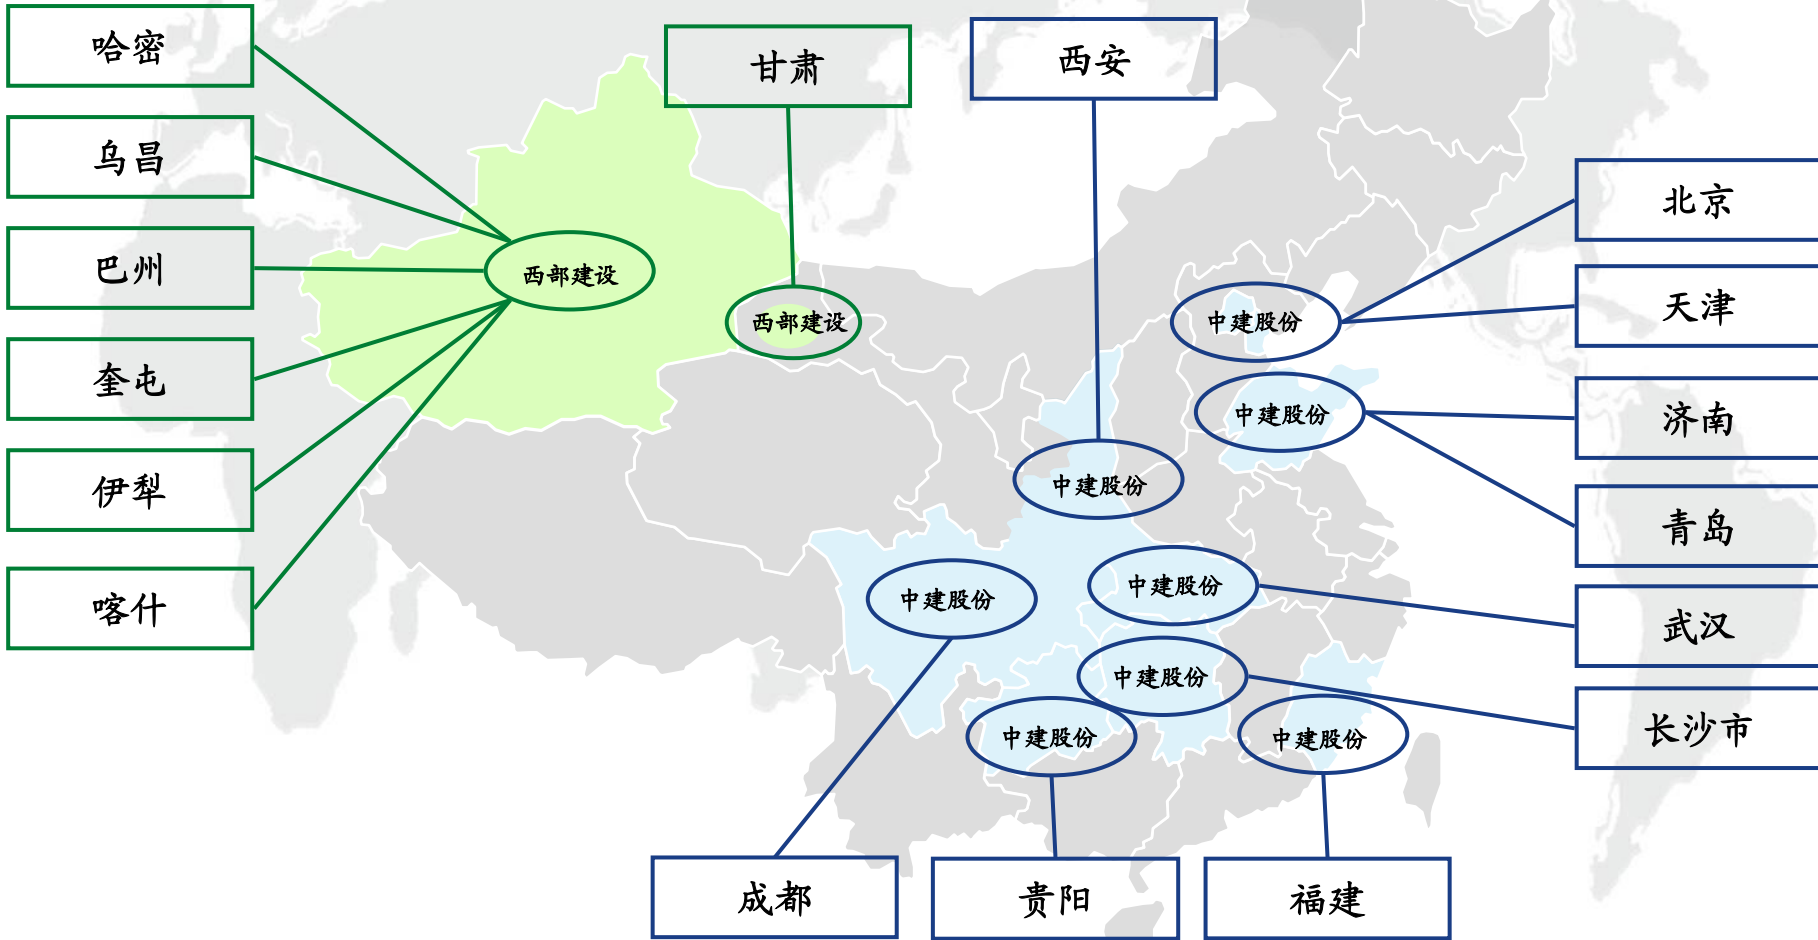 哈密
乌昌
巴州
奎屯
伊犁
喀什
甘肃
西安
西部建设
西部建设
中建股份
中建股份
中建股份
中建股份
中建股份
中建股份
中建股份
中建股份
北京
天津
济南
青岛
武汉
长沙市
成都
贵阳
福建